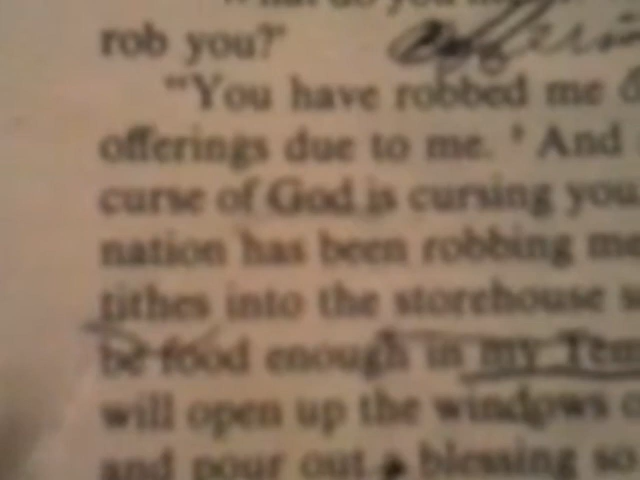 rob you?'
"You have robbed me
offerings due to me. ⁹ And
curse of God is cursing you
nation has been robbing me
tithes into the storehouse
be food enough in my Tem
will open up the windows
and pour out a blessing so